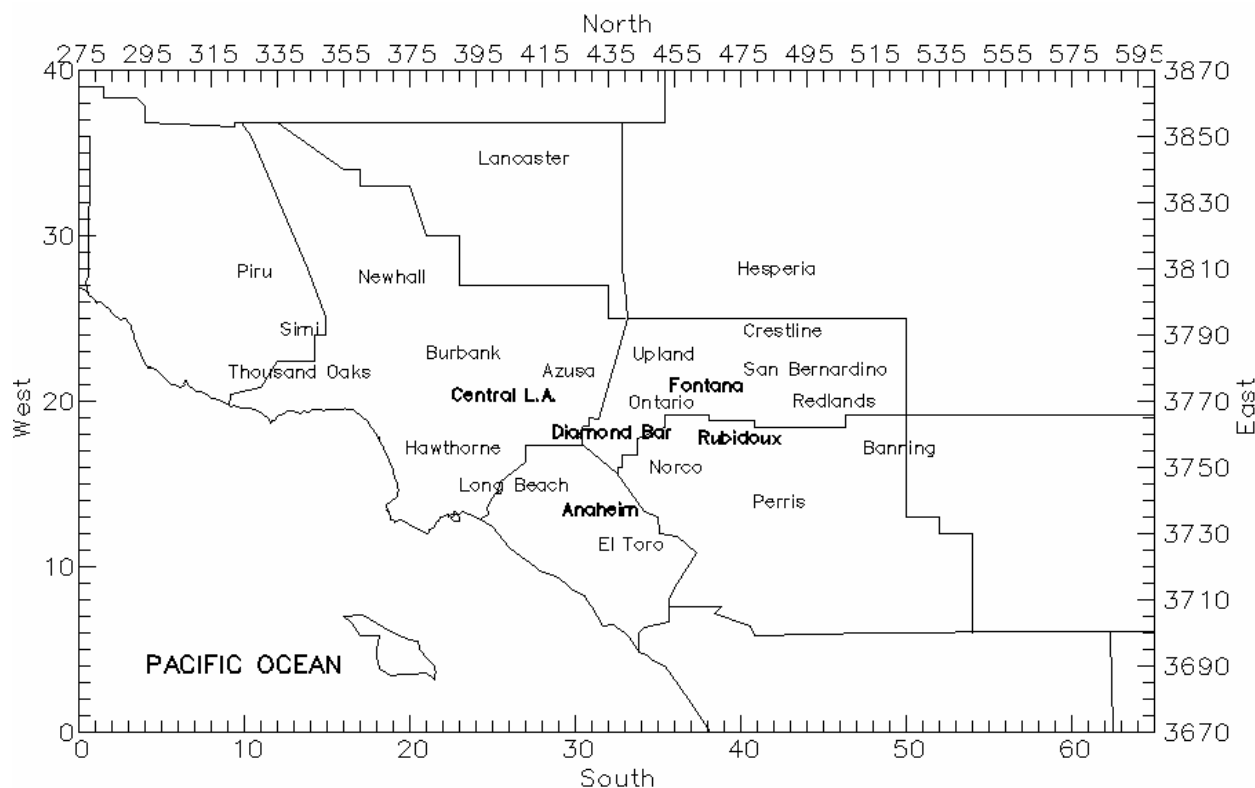 North
275 295 315 335 355 375 395 415 435 455 475 495 515 535 555 575 595
40 3870
3850
Lancaster
3830
30 Piru Newhall Hesperia 3810
Simi Crestline 3790
Burbank Upland
Thousand Oaks Azusa San Bernardino
Central L.A. Fontana
West 20 Ontario Redlands 3770 East
Diamond Bar Rubidoux
Hawthorne Banning
Norco 3750
Long Beach
Anaheim Perris
El Toro 3730
10 3710
PACIFIC OCEAN 3690
0 3670
0 10 20 30 40 50 60
South